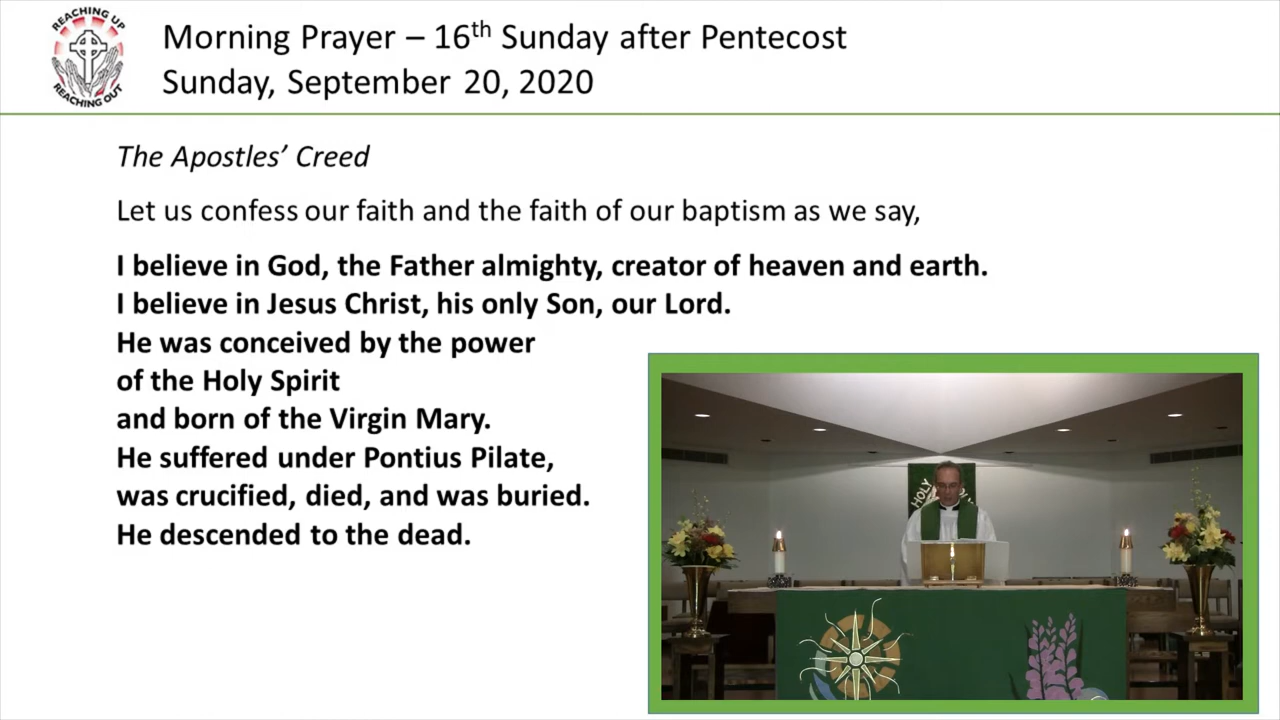 REACHING UP
REACHING OUT
Morning Prayer – 16th Sunday after Pentecost
Sunday, September 20, 2020
The Apostles’ Creed
Let us confess our faith and the faith of our baptism as we say,
I believe in God, the Father almighty, creator of heaven and earth.
I believe in Jesus Christ, his only Son, our Lord.
He was conceived by the power
of the Holy Spirit
and born of the Virgin Mary.
He suffered under Pontius Pilate,
was crucified, died, and was buried.
He descended to the dead.
HOLY